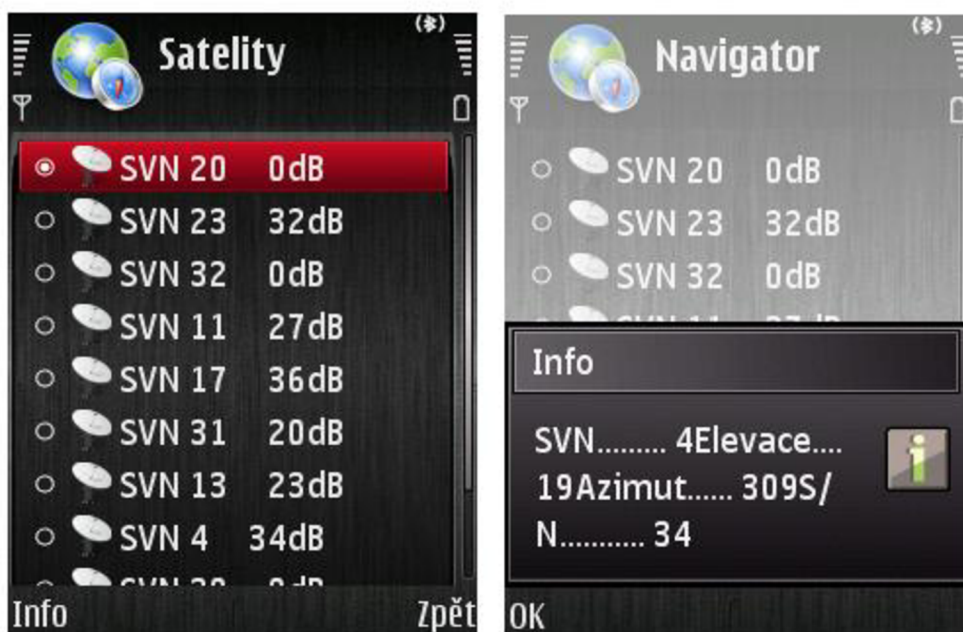 Satelity
SVN 20 0dB
SVN 23 32dB
SVN 32 0dB
SVN 11 27dB
SVN 17 36dB
SVN 31 20dB
SVN 13 23dB
SVN 4 34dB
Info Zpět
Navigator
SVN 20 0dB
SVN 23 32dB
SVN 32 0dB
Info
SVN......... 4Elevace....
19Azimut...... 309S/
N........... 34
OK